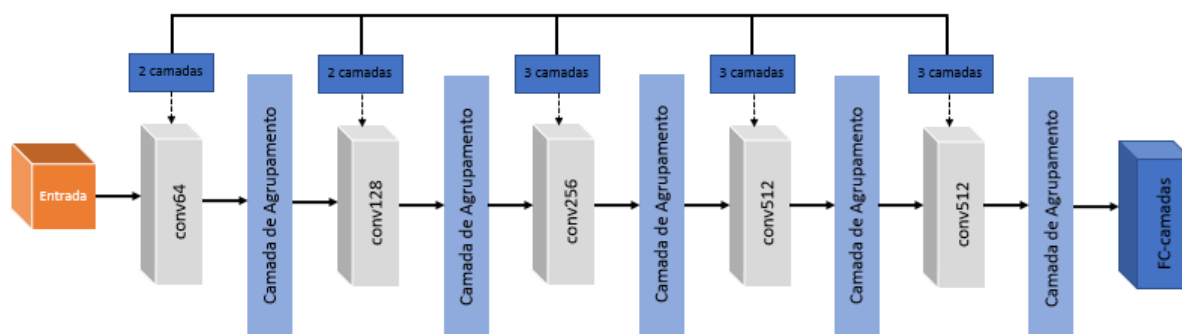 2 camadas
2 camadas
3 camadas
3 camadas
3 camadas
Entrada
conv64
Camada de Agrupamento
conv128
Camada de Agrupamento
conv256
Camada de Agrupamento
conv512
Camada de Agrupamento
conv512
Camada de Agrupamento
FC-camadas